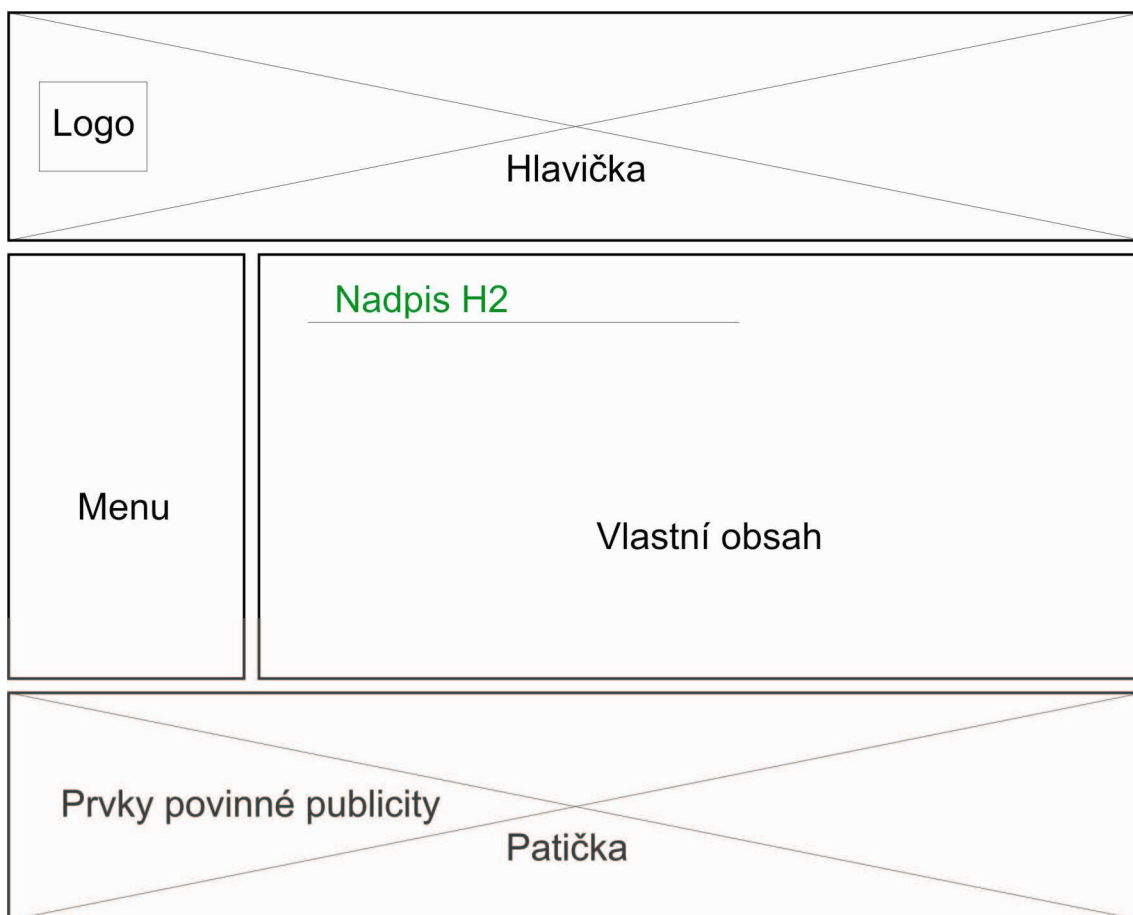 Logo
Hlavička
Nadpis H2
Menu
Vlastní obsah
Prvky povinné publicity
Patička